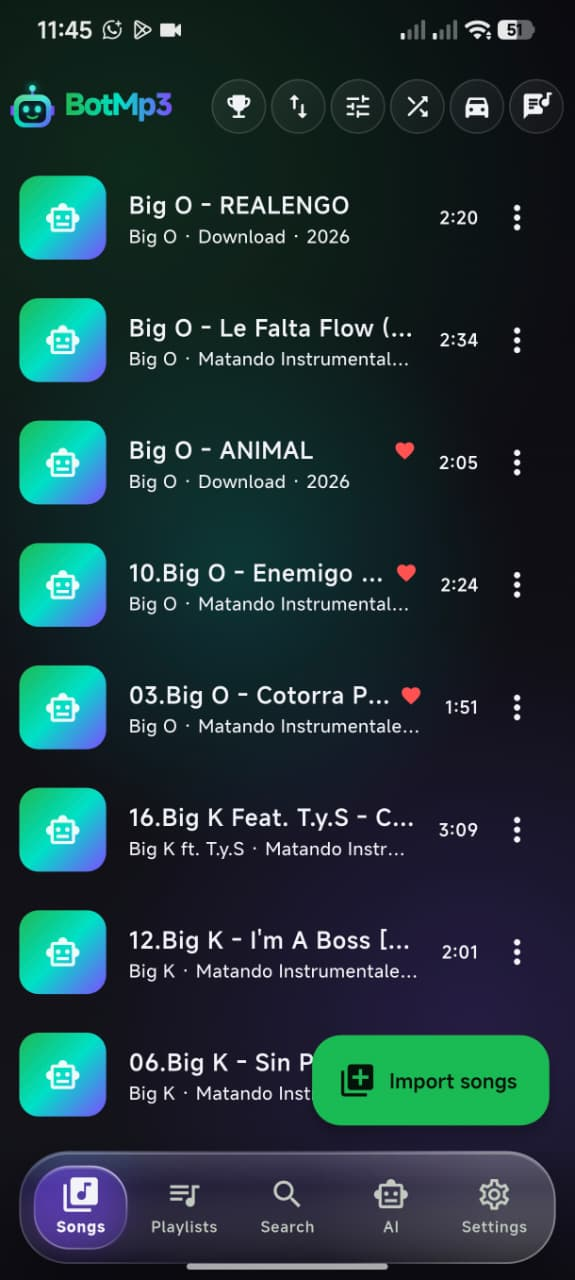 11:45
51
BotMp3
Big O - REALENGO
Big O · Download · 2026
2:20
Big O - Le Falta Flow (...
Big O · Matando Instrumental...
2:34
Big O - ANIMAL
Big O · Download · 2026
2:05
10.Big O - Enemigo ...
Big O · Matando Instrumental...
2:24
03.Big O - Cotorra P...
Big O · Matando Instrumentale...
1:51
16.Big K Feat. T.y.S - C...
Big K ft. T.y.S · Matando Instr...
3:09
12.Big K - I'm A Boss [...
Big K · Matando Instrumentale...
2:01
06.Big K - Sin P
Big K · Matando Inst
Import songs
Songs
Playlists
Search
AI
Settings